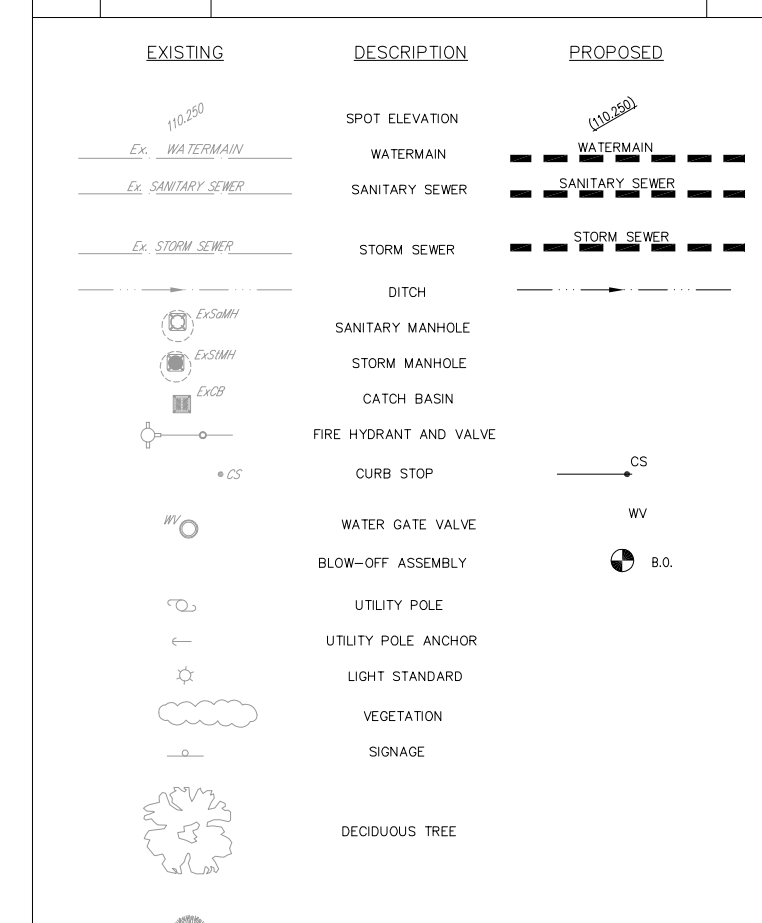 EXISTING DESCRIPTION PROPOSED
110.250 SPOT ELEVATION (110.250)
Ex. WATERMAIN WATERMAIN WATERMAIN
Ex. SANITARY SEWER SANITARY SEWER SANITARY SEWER
Ex. STORM SEWER STORM SEWER STORM SEWER
DITCH
ExSaMH SANITARY MANHOLE
ExStMH STORM MANHOLE
ExCB CATCH BASIN
FIRE HYDRANT AND VALVE
CS CURB STOP CS
WV WATER GATE VALVE WV
BLOW-OFF ASSEMBLY B.O.
UTILITY POLE
UTILITY POLE ANCHOR
LIGHT STANDARD
VEGETATION
SIGNAGE
DECIDUOUS TREE